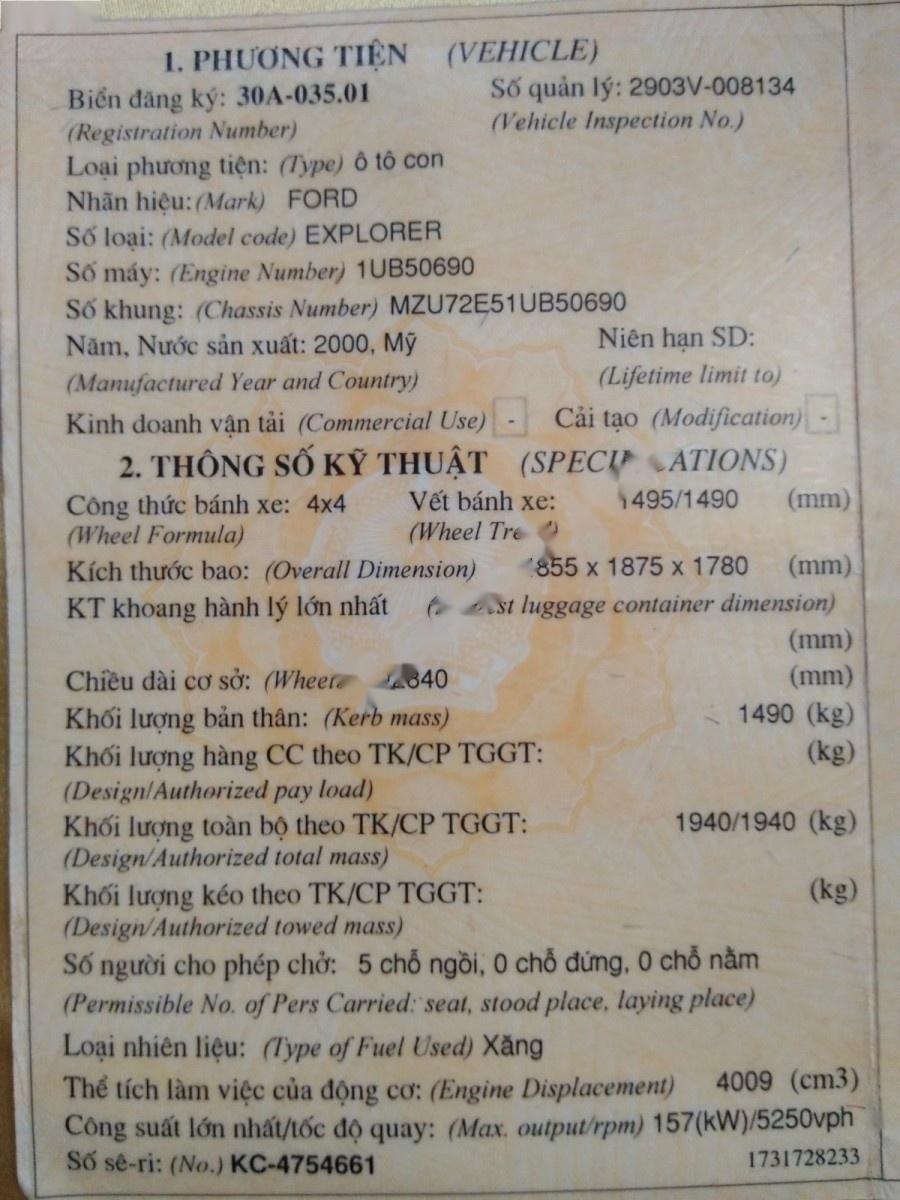 1. PHƯƠNG TIỆN (VEHICLE)
Biển đăng ký: 30A-035.01 Số quản lý: 2903V-008134
(Registration Number) (Vehicle Inspection No.)
Loại phương tiện: (Type) ô tô con
Nhãn hiệu: (Mark) FORD
Số loại: (Model code) EXPLORER
Số máy: (Engine Number) 1UB50690
Số khung: (Chassis Number) MZU72E51UB50690
Năm, Nước sản xuất: 2000, Mỹ Niên hạn SD:
(Manufactured Year and Country) (Lifetime limit to)
Kinh doanh vận tải (Commercial Use) - Cải tạo (Modification) -
2. THÔNG SỐ KỸ THUẬT
Công thức bánh xe: 4x4 Vết bánh xe: 1495/1490 (mm)
(Wheel Formula) (Wheel
Kích thước bao: (Overall Dimension) x 1875 x 1780 (mm)
KT khoang hành lý lớn nhất luggage container dimension)
(mm)
Chiều dài cơ sở: (mm)
Khối lượng bản thân: (Kerb mass) 1490 (kg)
Khối lượng hàng CC theo TK/CP TGGT: (kg)
(Design/Authorized pay load)
Khối lượng toàn bộ theo TK/CP TGGT: 1940/1940 (kg)
(Design/Authorized total mass)
Khối lượng kéo theo TK/CP TGGT: (kg)
(Design/Authorized towed mass)
Số người cho phép chở: 5 chỗ ngồi, 0 chỗ đứng, 0 chỗ nằm
(Permissible No. of Pers Carried: seat, stood place, laying place)
Loại nhiên liệu: (Type of Fuel Used) Xăng
Thể tích làm việc của động cơ: (Engine Displacement) 4009 (cm3)
Công suất lớn nhất/tốc độ quay: (Max. output/rpm) 157(kW)/5250vph
Số sê-ri: (No.) KC-4754661 1731728233